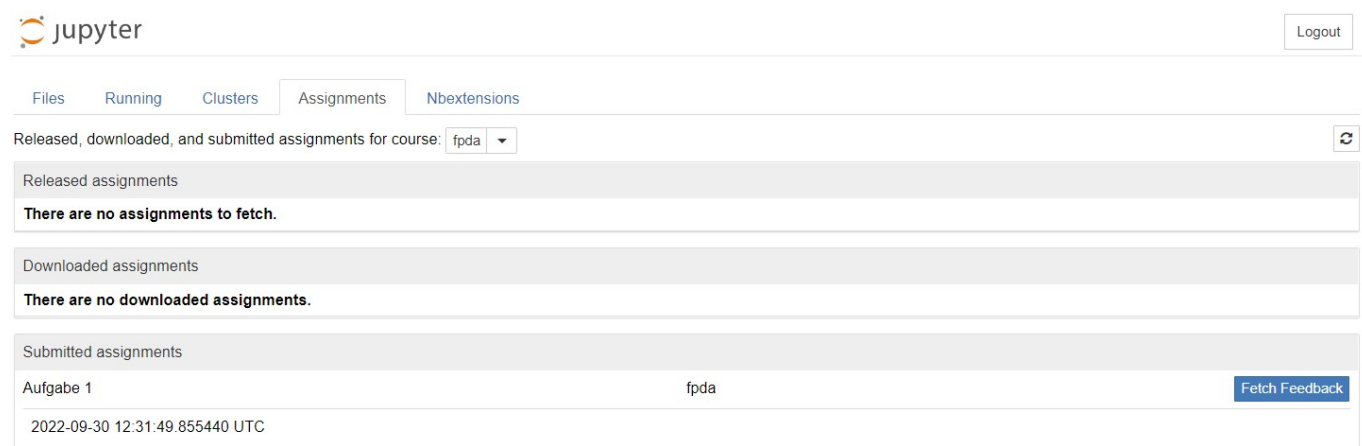 jupyter
Logout
Files Running Clusters Assignments Nbextensions
Released, downloaded, and submitted assignments for course: fpda
Released assignments
There are no assignments to fetch.
Downloaded assignments
There are no downloaded assignments.
Submitted assignments
Aufgabe 1 fpda Fetch Feedback
2022-09-30 12:31:49.855440 UTC